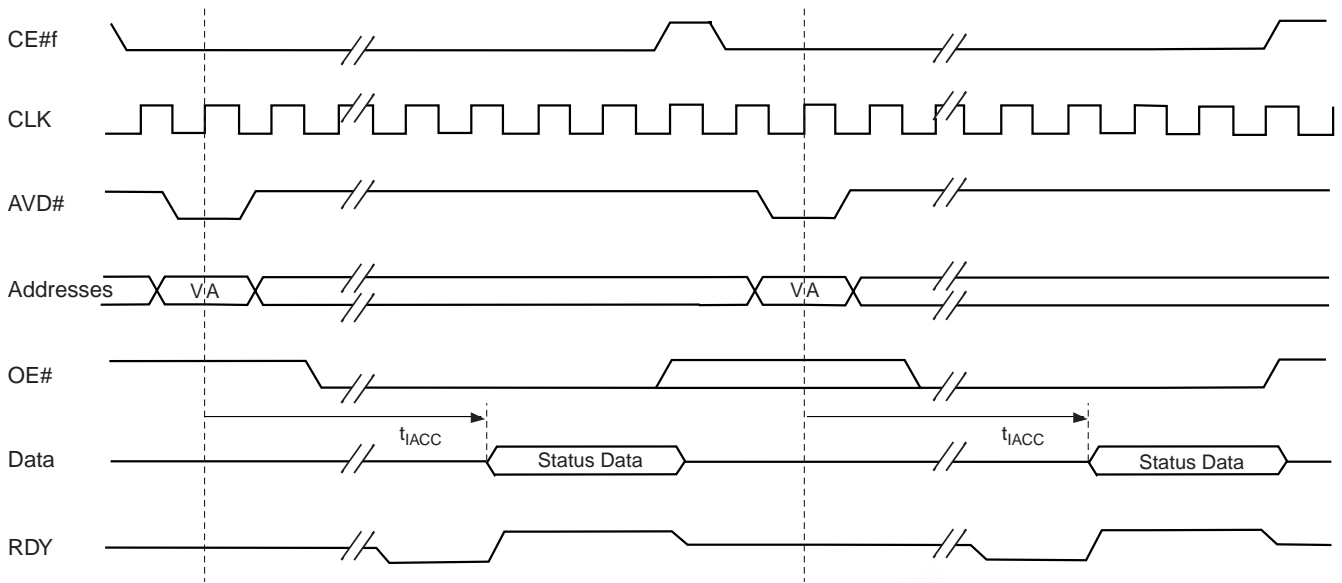 CE#f
CLK
AVD#
Addresses
VA
VA
OE#
tIACC
tIACC
Data
Status Data
Status Data
RDY